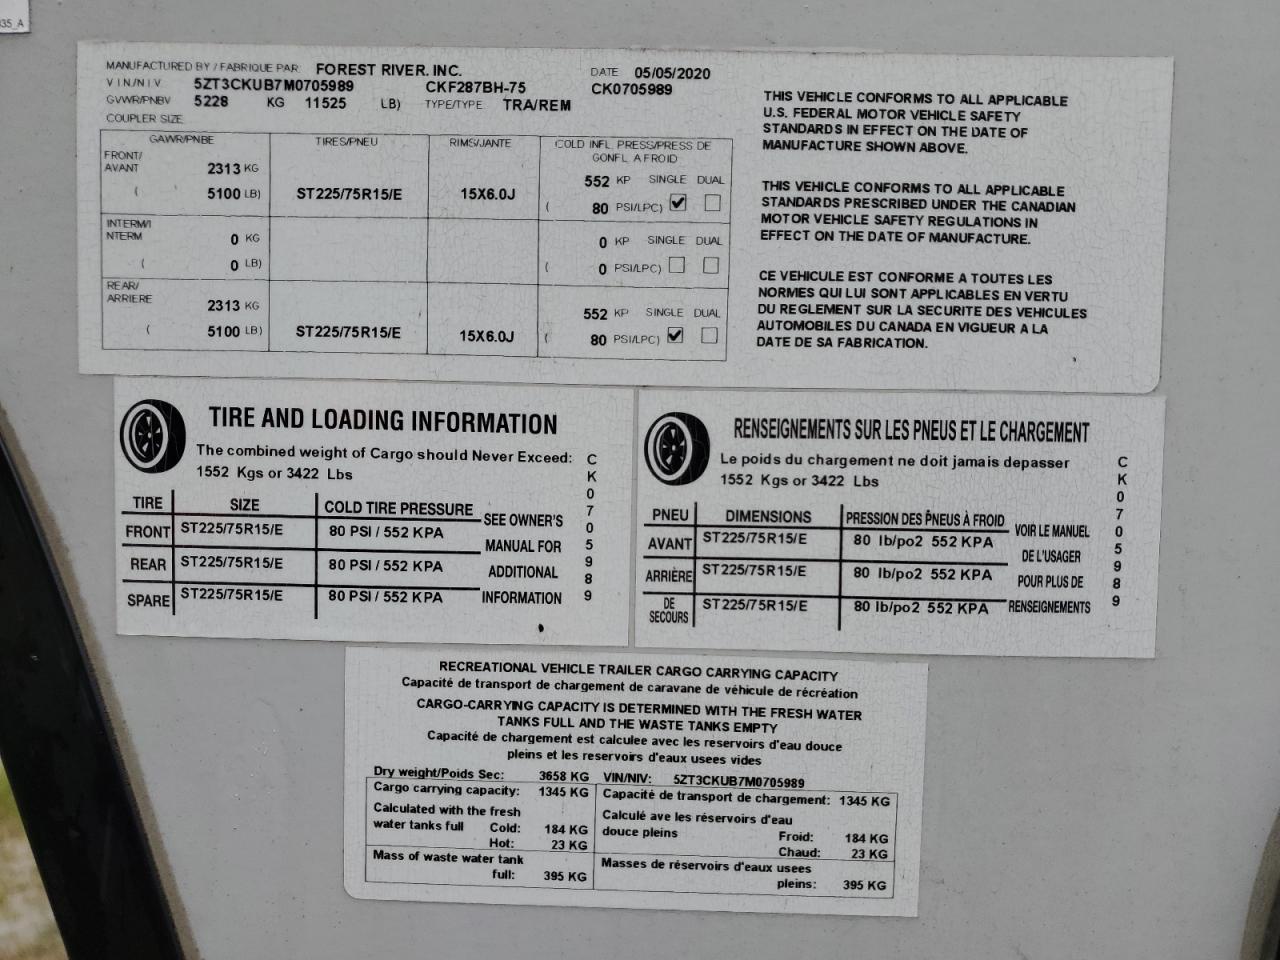 35_A
MANUFACTURED BY / FABRIQUE PAR FOREST RIVER. INC. DATE 05/05/2020
VIN/NIV 5ZT3CKUB7M0705989 CKF287BH-75 CK0705989
GVWR/PNBV 5228 KG 11525 LB) TYPE/TYPE TRA/REM
COUPLER SIZE
GAWR/PNBE TIRES/PNEU RIMS/JANTE COLD INFL. PRESS/PRESS DE
GONFL. A FROID
FRONT/
AVANT 2313 KG 552 KP SINGLE DUAL
( 5100 LB) ST225/75R15/E 15X6.0J ( 80 PSI/LPC)
INTERM/I
NTERM 0 KG 0 KP SINGLE DUAL
( 0 LB) ( 0 PSI/LPC)
REAR/
ARRIERE 2313 KG 552 KP SINGLE DUAL
( 5100 LB) ST225/75R15/E 15X6.0J ( 80 PSI/LPC)
THIS VEHICLE CONFORMS TO ALL APPLICABLE
U.S. FEDERAL MOTOR VEHICLE SAFETY
STANDARDS IN EFFECT ON THE DATE OF
MANUFACTURE SHOWN ABOVE.
THIS VEHICLE CONFORMS TO ALL APPLICABLE
STANDARDS PRESCRIBED UNDER THE CANADIAN
MOTOR VEHICLE SAFETY REGULATIONS IN
EFFECT ON THE DATE OF MANUFACTURE.
CE VEHICULE EST CONFORME A TOUTES LES
NORMES QUI LUI SONT APPLICABLES EN VERTU
DU REGLEMENT SUR LA SECURITE DES VEHICULES
AUTOMOBILES DU CANADA EN VIGUEUR A LA
DATE DE SA FABRICATION.
TIRE AND LOADING INFORMATION
The combined weight of Cargo should Never Exceed:
1552 Kgs or 3422 Lbs
TIRE SIZE COLD TIRE PRESSURE
FRONT ST225/75R15/E 80 PSI / 552 KPA
REAR ST225/75R15/E 80 PSI / 552 KPA
SPARE ST225/75R15/E 80 PSI / 552 KPA
SEE OWNER'S
MANUAL FOR
ADDITIONAL
INFORMATION
CK0705989
RENSEIGNEMENTS SUR LES PNEUS ET LE CHARGEMENT
Le poids du chargement ne doit jamais depasser
1552 Kgs or 3422 Lbs
PNEU DIMENSIONS PRESSION DES PNEUS À FROID
AVANT ST225/75R15/E 80 lb/po2 552 KPA
ARRIÈRE ST225/75R15/E 80 lb/po2 552 KPA
DE
SECOURS ST225/75R15/E 80 lb/po2 552 KPA
VOIR LE MANUEL
DE L'USAGER
POUR PLUS DE
RENSEIGNEMENTS
CK0705989
RECREATIONAL VEHICLE TRAILER CARGO CARRYING CAPACITY
Capacité de transport de chargement de caravane de véhicule de récréation
CARGO-CARRYING CAPACITY IS DETERMINED WITH THE FRESH WATER
TANKS FULL AND THE WASTE TANKS EMPTY
Capacité de chargement est calculee avec les reservoirs d'eau douce
pleins et les reservoirs d'eaux usees vides
Dry weight/Poids Sec: 3658 KG VIN/NIV: 5ZT3CKUB7M0705989
Cargo carrying capacity: 1345 KG
Calculated with the fresh
water tanks full Cold: 184 KG
Hot: 23 KG
Mass of waste water tank
full: 395 KG
Capacité de transport de chargement: 1345 KG
Calculé ave les réservoirs d'eau
douce pleins Froid: 184 KG
Chaud: 23 KG
Masses de réservoirs d'eaux usees
pleins: 395 KG